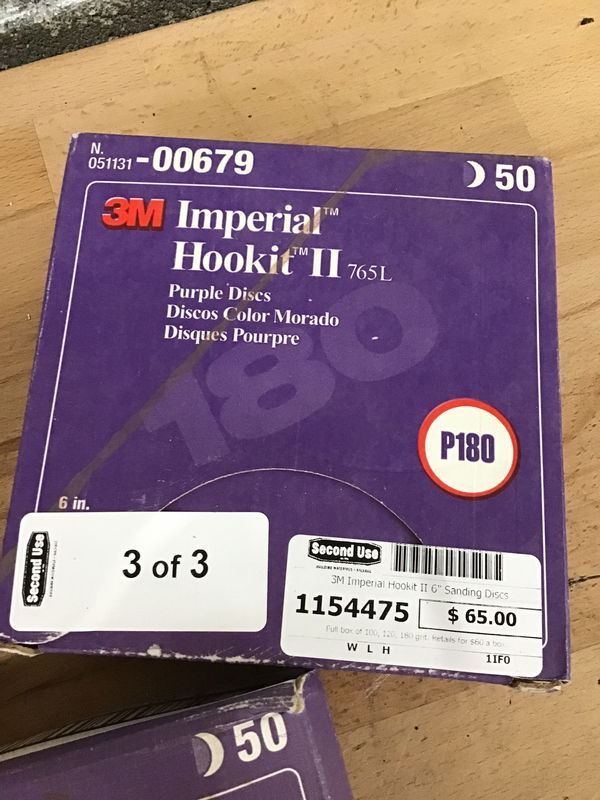 N.
051131-00679
50
3M Imperial™
Hookit™ II 765L
Purple Discs
Discos Color Morado
Disques Pourpre
180
P180
6 in.
Second Use
3 of 3
Second Use
3M Imperial Hookit II 6" Sanding Discs
1154475
$ 65.00
Full box of 100, 120, 180 grit. Retails for $60 a box
W L H
1IF0
50